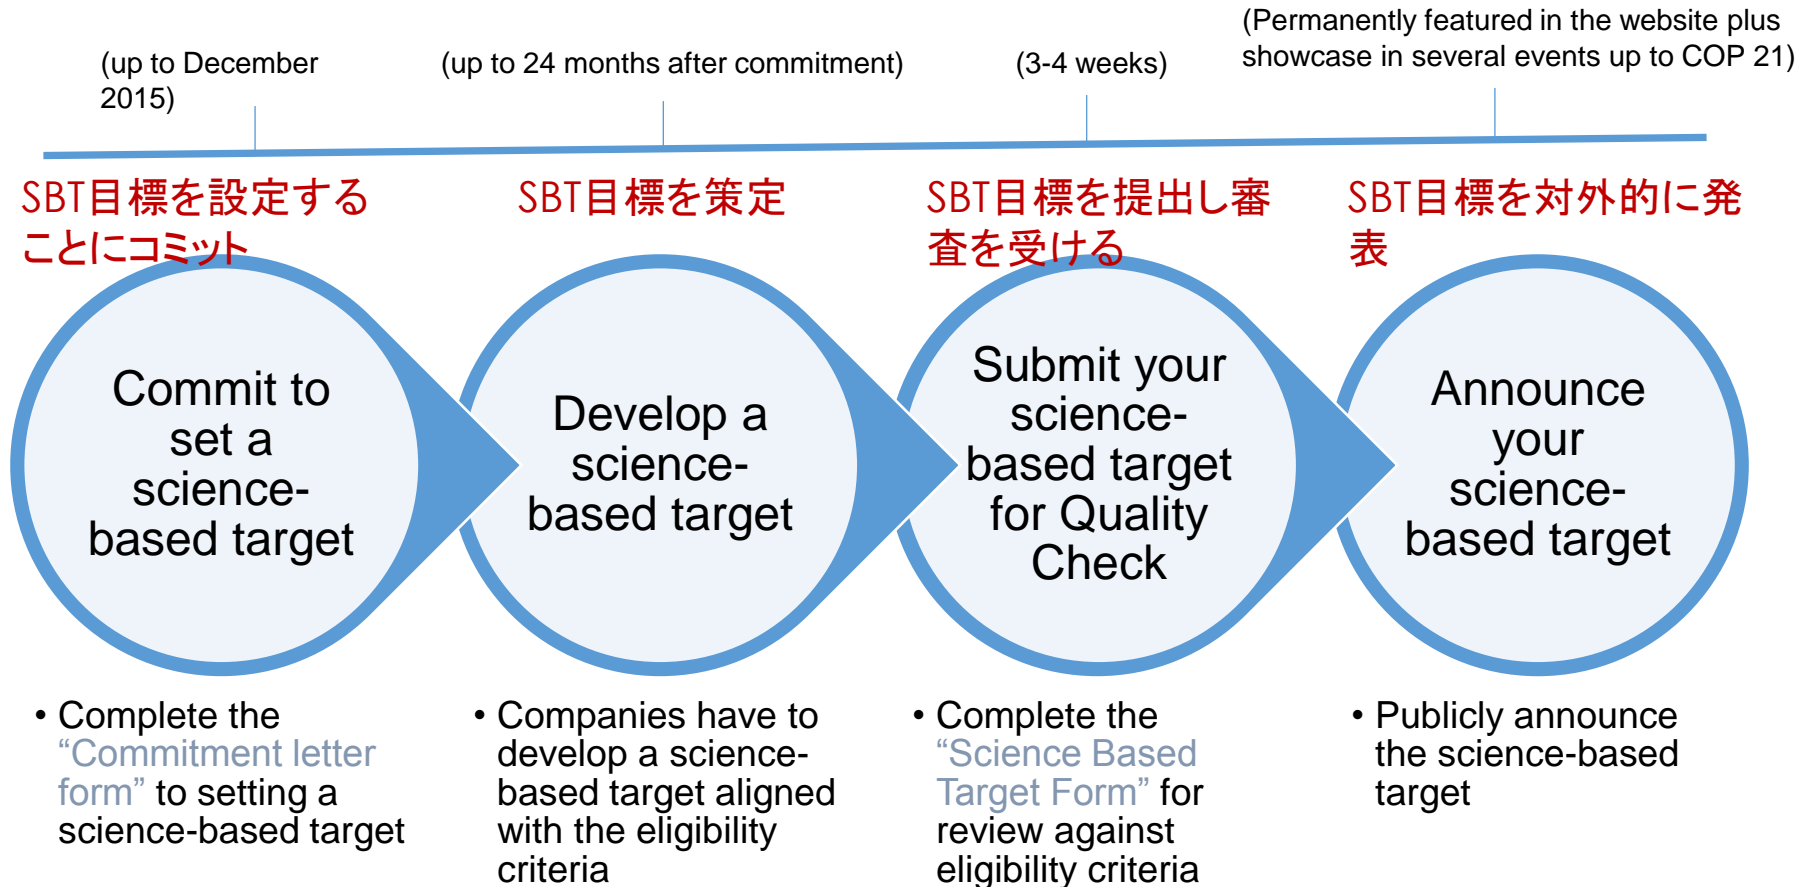 (up to December
2015)
(up to 24 months after commitment)
(3-4 weeks)
(Permanently featured in the website plus
showcase in several events up to COP 21)
SBT目標を設定する
ことにコミット
SBT目標を策定
SBT目標を提出し審
査を受ける
SBT目標を対外的に発
表
Commit to
set a
science-
based target
Develop a
science-
based target
Submit your
science-
based target
for Quality
Check
Announce
your
science-
based target
• Complete the
“Commitment letter
form” to setting a
science-based target
• Companies have to
develop a science-
based target aligned
with the eligibility
criteria
• Complete the
“Science Based
Target Form” for
review against
eligibility criteria
• Publicly announce
the science-based
target